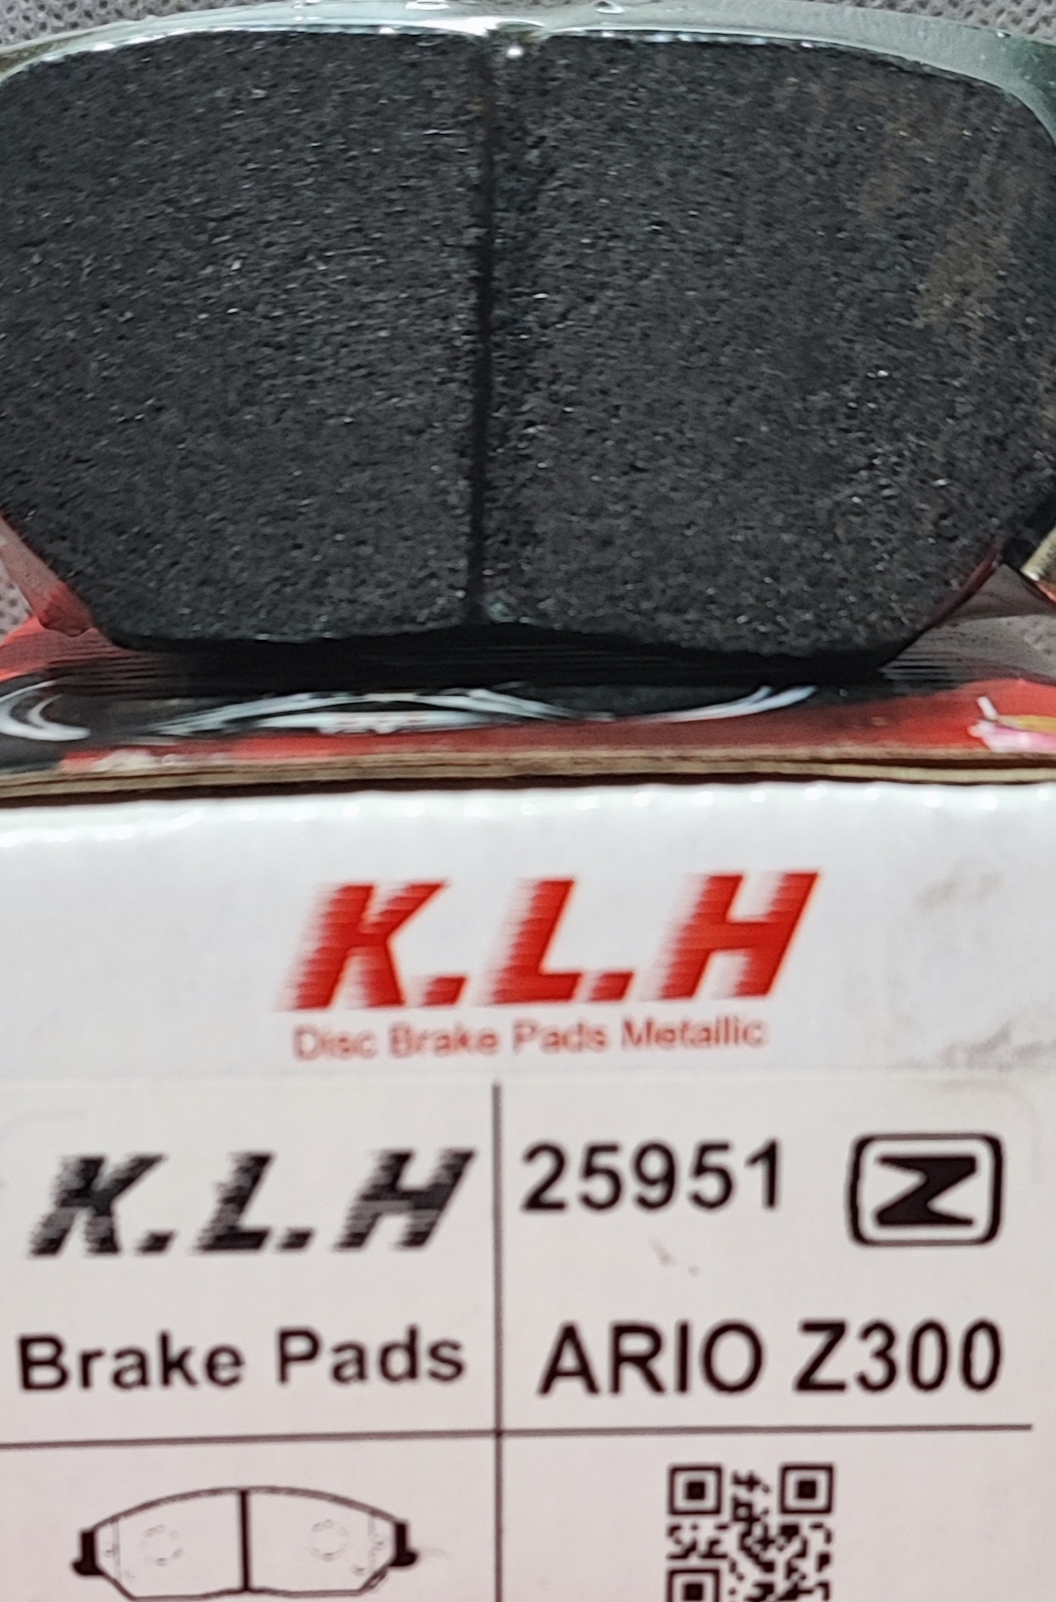 K.L.H
Disc Brake Pads Metallic
K.L.H
25951
Brake Pads
ARIO Z300